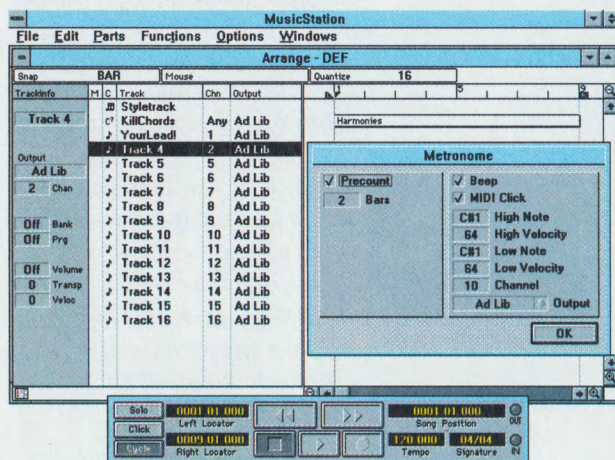 MusicStation
File Edit Parts Functions Options Windows
Arrange - DEF
Snap BAR Mouse Quantize 16
TrackInfo M C Track Chn Output 1 5 9
Styletrack
Track 4 KillChords Any Ad Lib Harmonies
YourLead! 1 Ad Lib
Track 4 2 Ad Lib
Output Track 5 5 Ad Lib
Ad Lib Track 6 6 Ad Lib
2 Chan Track 7 7 Ad Lib
Track 8 8 Ad Lib
Off Bank Track 9 9 Ad Lib
Off Prg Track 10 10 Ad Lib
Track 11 11 Ad Lib
Off Volume Track 12 12 Ad Lib
0 Transp Track 13 13 Ad Lib
0 Veloc Track 14 14 Ad Lib
Track 15 15 Ad Lib
Track 16 16 Ad Lib
Metronome
Precount
2 Bars
Beep
MIDI Click
C#1 High Note
64 High Velocity
C#1 Low Note
64 Low Velocity
10 Channel
Ad Lib Output
OK
Solo 0001 01 000 0001 01 000 OUT
Click Left Locator Song Position
Cycle 0009 01 000 120 000 04/04 IN
Right Locator Tempo Signature